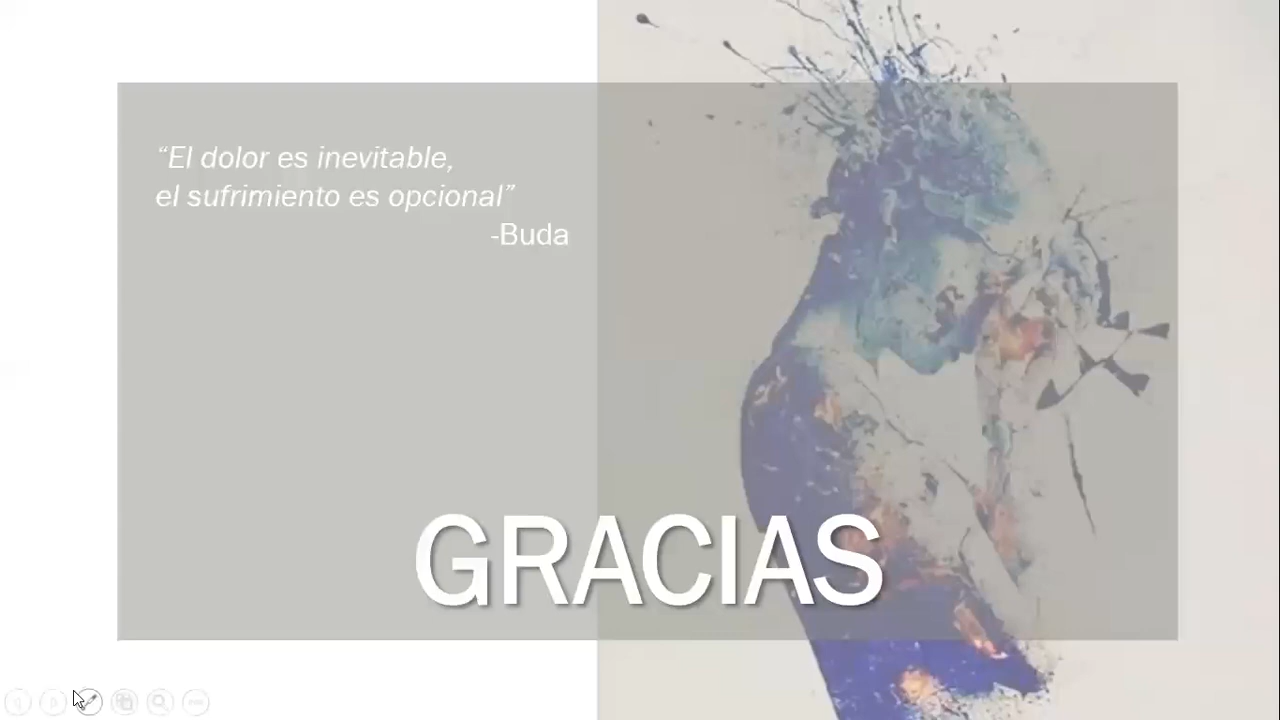 “El dolor es inevitable,
el sufrimiento es opcional”
-Buda
GRACIAS